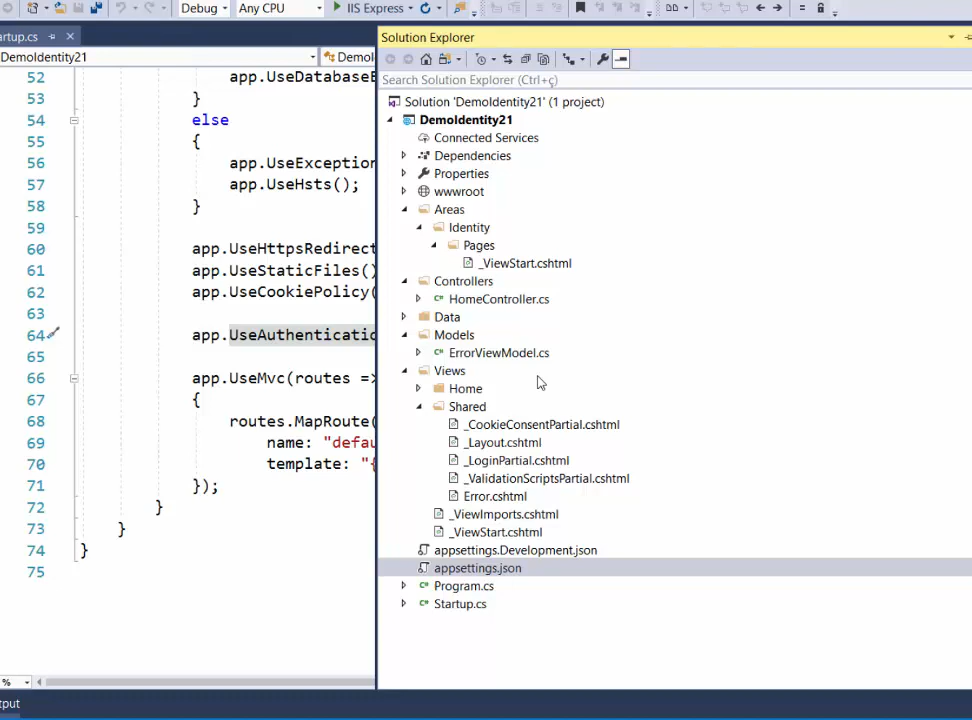 Debug
Any CPU
IIS Express
artup.cs
Solution Explorer
DemoIdentity21
Search Solution Explorer (Ctrl+ç)
52 app.UseDatabaseE
53 }
54 else
55 {
56 app.UseException
57 app.UseHsts();
58 }
59
60 app.UseHttpsRedirect
61 app.UseStaticFiles()
62 app.UseCookiePolicy(
63
64 app.UseAuthenticatio
65
66 app.UseMvc(routes =>
67 {
68 routes.MapRoute(
69 name: "defau
70 template: "{
71 });
72 }
73 }
74 }
75
Solution 'DemoIdentity21' (1 project)
DemoIdentity21
Connected Services
Dependencies
Properties
wwwroot
Areas
Identity
Pages
_ViewStart.cshtml
Controllers
HomeController.cs
Data
Models
ErrorViewModel.cs
Views
Home
Shared
_CookieConsentPartial.cshtml
_Layout.cshtml
_LoginPartial.cshtml
_ValidationScriptsPartial.cshtml
Error.cshtml
_ViewImports.cshtml
_ViewStart.cshtml
appsettings.Development.json
appsettings.json
Program.cs
Startup.cs
%
tput